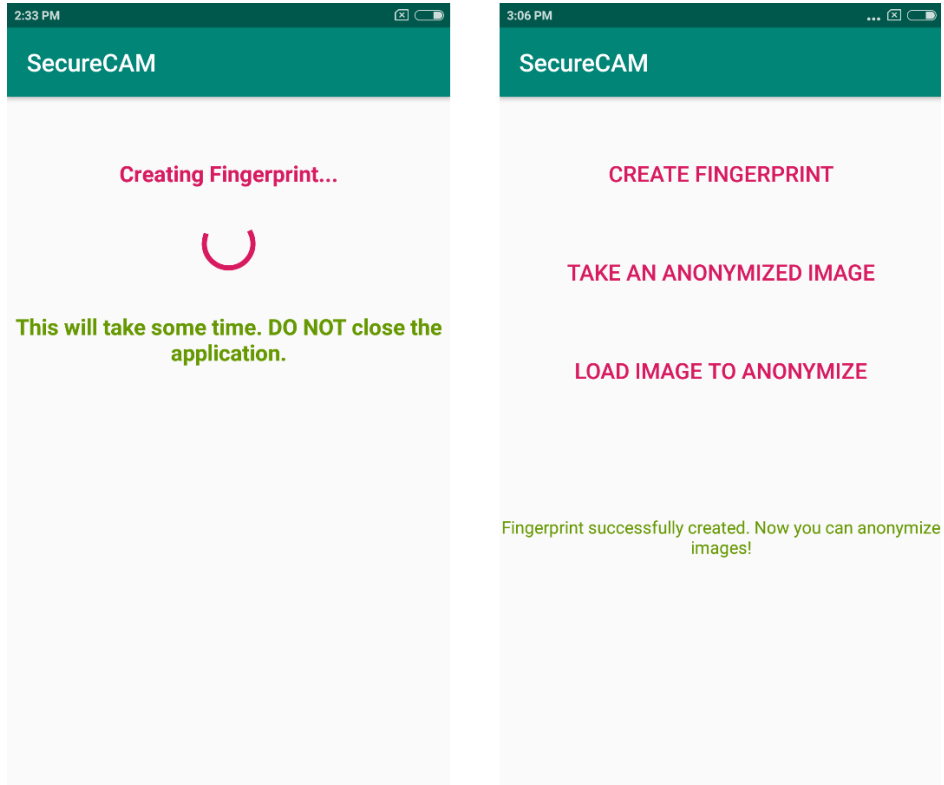 2:33 PM
SecureCAM
Creating Fingerprint...
This will take some time. DO NOT close the
application.
3:06 PM
SecureCAM
CREATE FINGERPRINT
TAKE AN ANONYMIZED IMAGE
LOAD IMAGE TO ANONYMIZE
Fingerprint successfully created. Now you can anonymize
images!